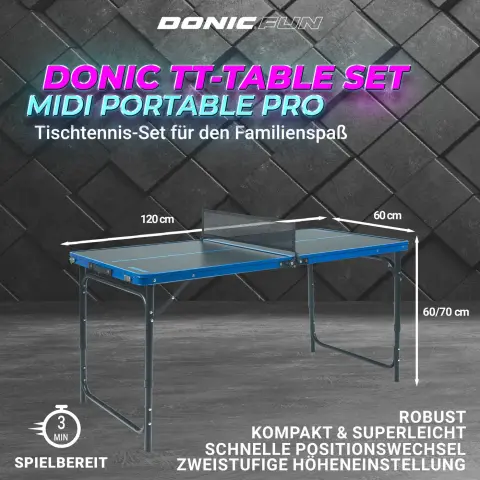 DONIC FUN
DONIC TT-TABLE SET
MIDI PORTABLE PRO
Tischtennis-Set für den Familienspaß
120 cm
60 cm
60/70 cm
3
MIN
SPIELBEREIT
ROBUST
KOMPAKT & SUPERLEICHT
SCHNELLE POSITIONSWECHSEL
ZWEISTUFIGE HÖHENEINSTELLUNG